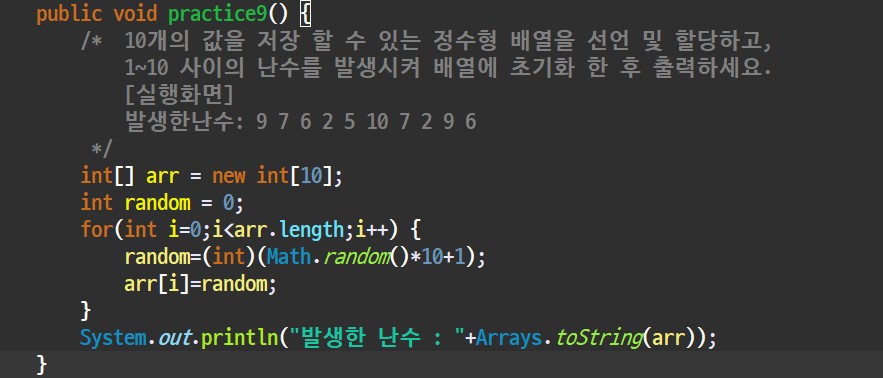 public void practice9() {
/* 10개의 값을 저장 할 수 있는 정수형 배열을 선언 및 할당하고,
1~10 사이의 난수를 발생시켜 배열에 초기화 한 후 출력하세요.
[실행화면]
발생한난수: 9 7 6 2 5 10 7 2 9 6
*/
int[] arr = new int[10];
int random = 0;
for(int i=0;i<arr.length;i++) {
random=(int)(Math.random()*10+1);
arr[i]=random;
}
System.out.println("발생한 난수 : "+Arrays.toString(arr));
}